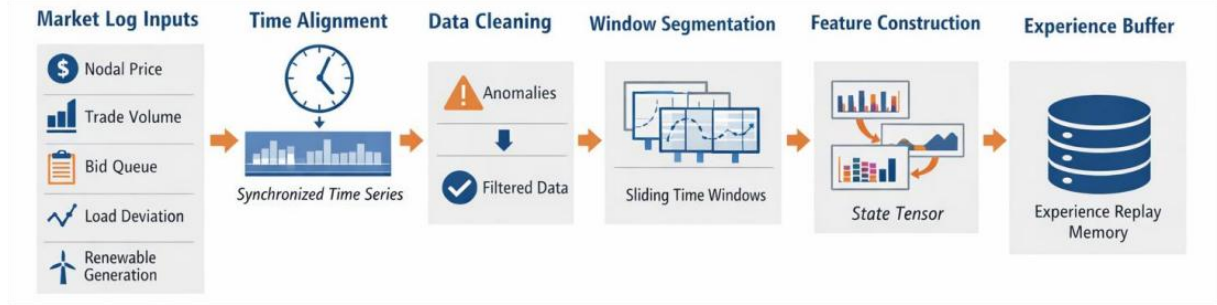 Market Log Inputs
Nodal Price
Trade Volume
Bid Queue
Load Deviation
Renewable
Generation
Time Alignment
Synchronized Time Series
Data Cleaning
Anomalies
Filtered Data
Window Segmentation
Sliding Time Windows
Feature Construction
State Tensor
Experience Buffer
Experience Replay
Memory